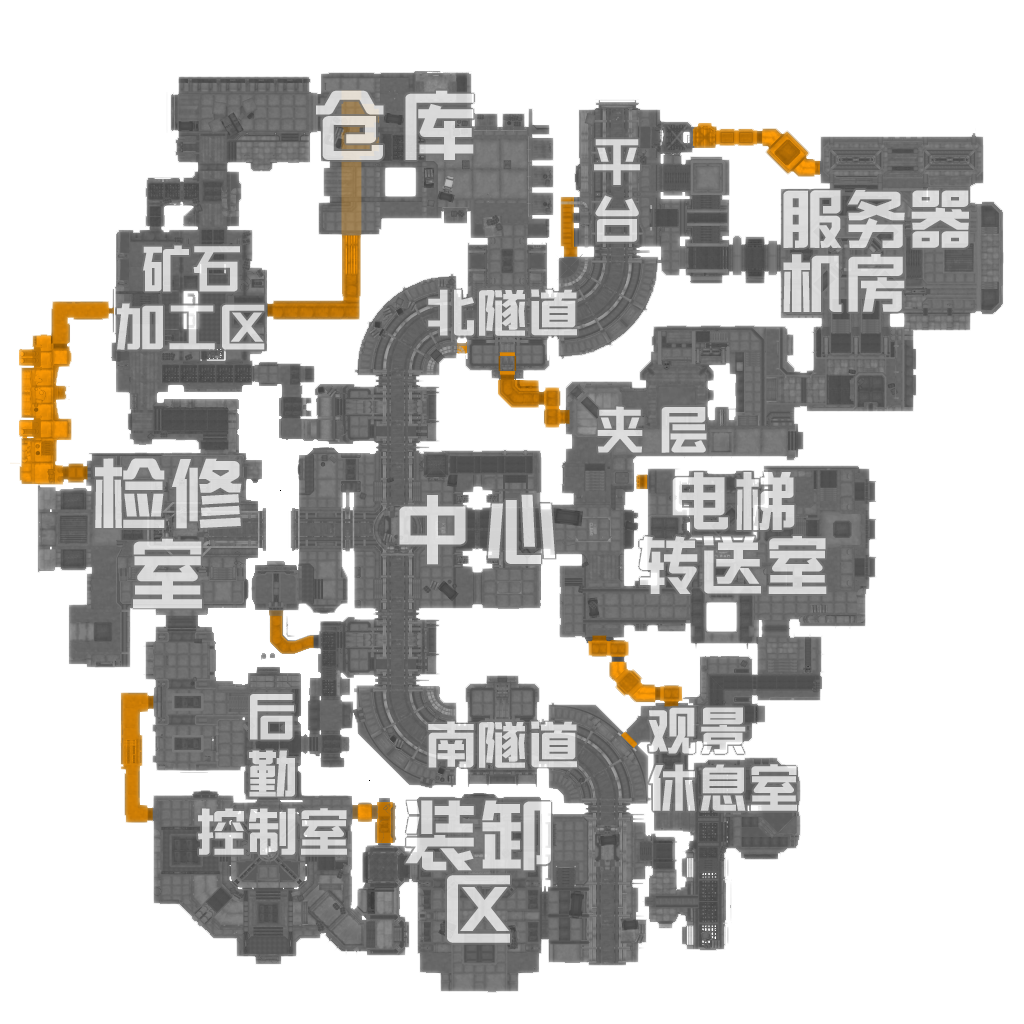 仓库
平台
服务器
机房
矿石
加工区
北隧道
夹层
检修
室
中心
电梯
转送室
后勤
南隧道
观景
休息室
控制室
装卸
区